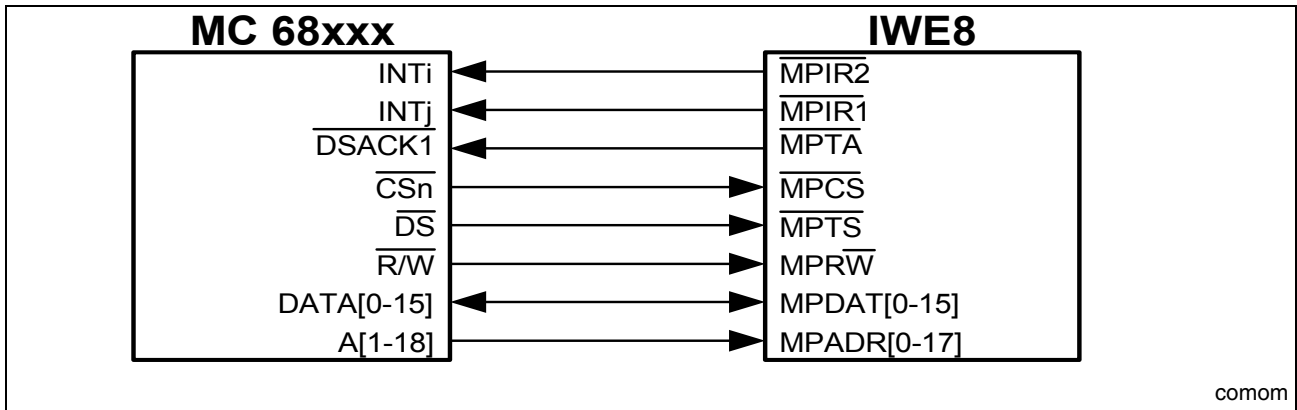 MC 68xxx IWE8
INTi MPIR2
INTj MPIR1
DSACK1 MPTA
CSn MPCS
DS MPTS
R/W MPRW
DATA[0-15] MPDAT[0-15]
A[1-18] MPADR[0-17]
comom